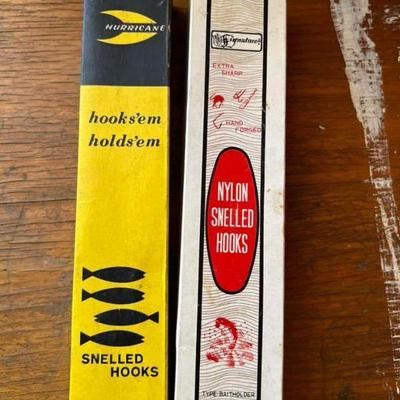 HURRICANE
hooks'em
holds'em
SNELLED
HOOKS
Signature
EXTRA
SHARP
HAND
FORGED
NYLON
SNELLED
HOOKS
TYPE: BAITHOLDER